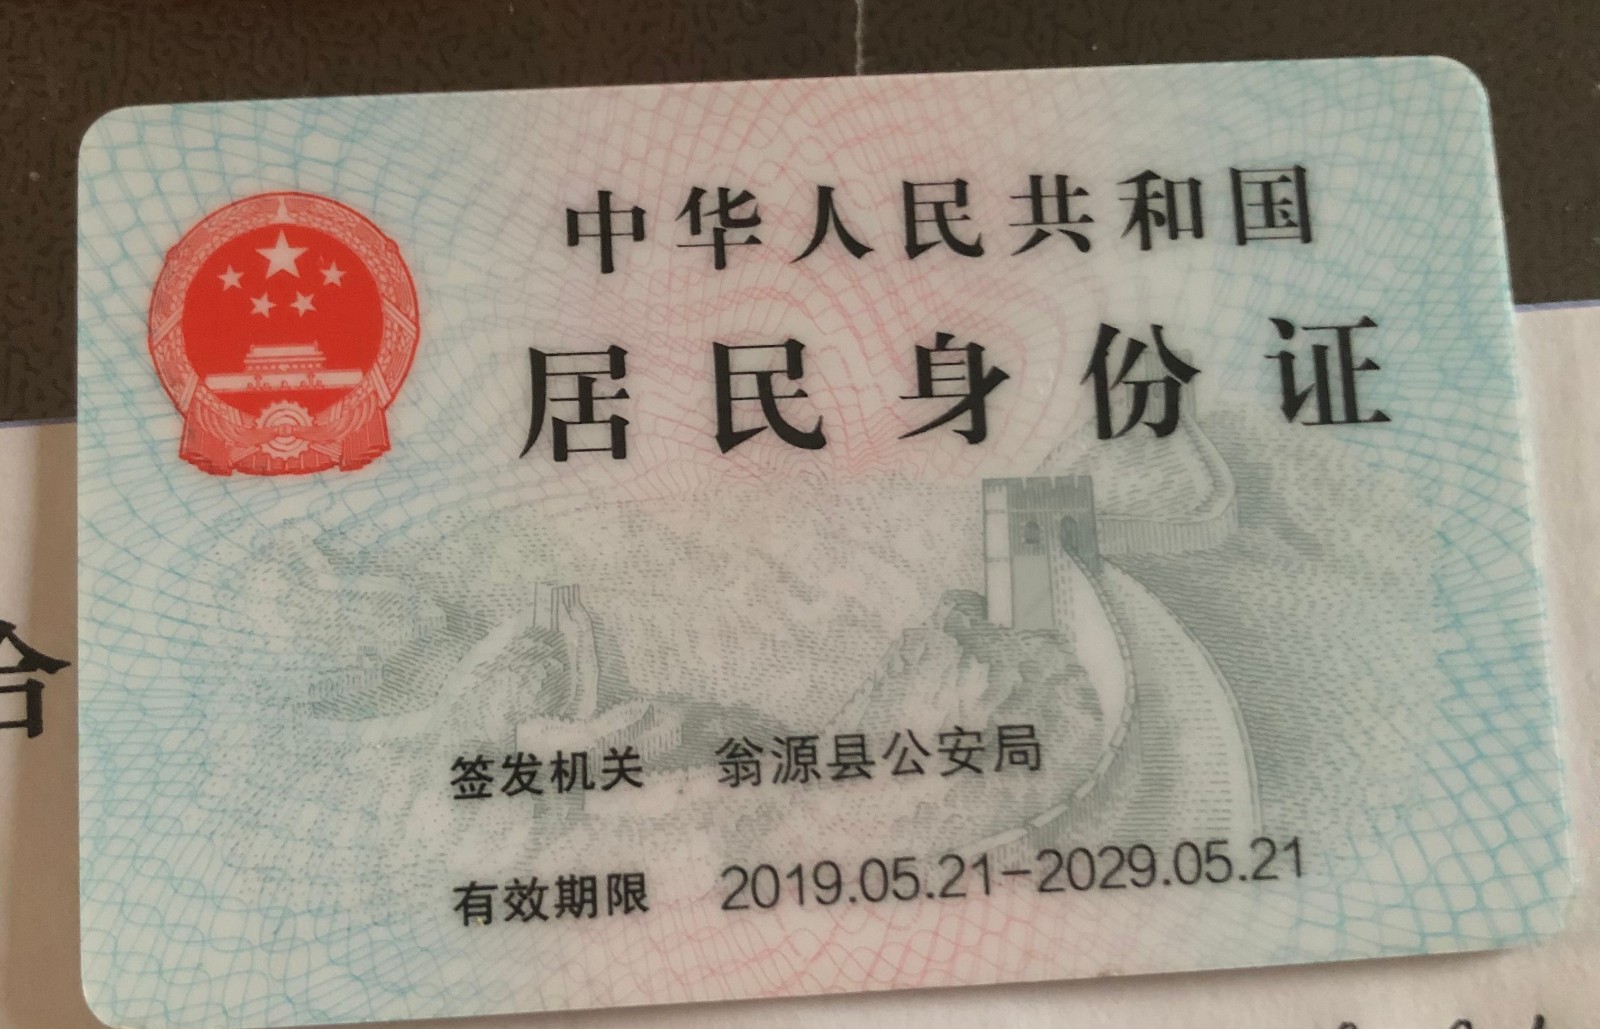 中华人民共和国
居民身份证
签发机关 翁源县公安局
有效期限 2019.05.21-2029.05.21
合